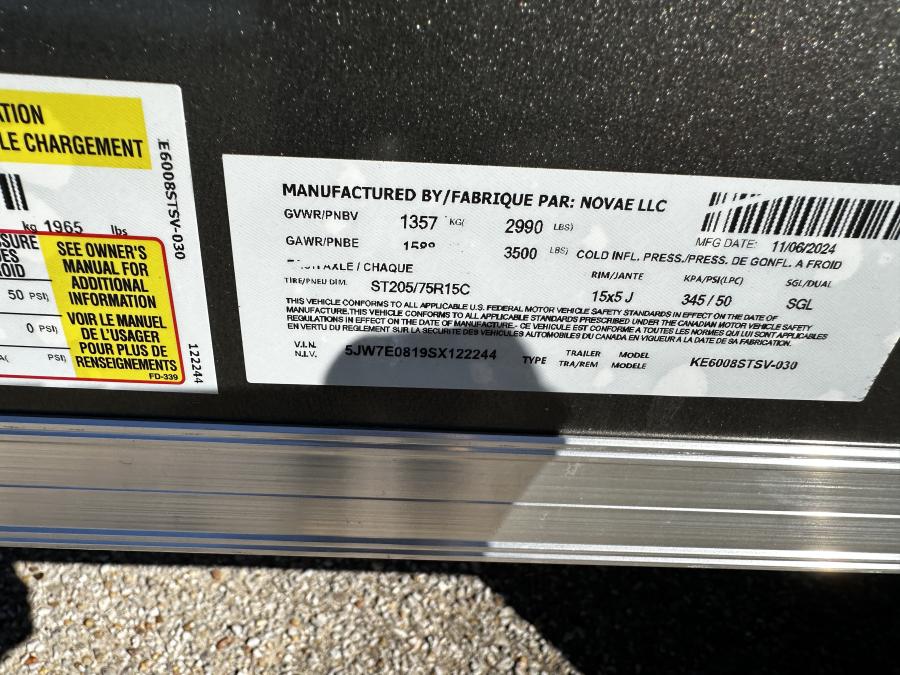 TION
LE CHARGEMENT
kg 1965 lbs
SEE OWNER'S
MANUAL FOR
ADDITIONAL
INFORMATION
VOIR LE MANUEL
DE L'USAGER
POUR PLUS DE
RENSEIGNEMENTS
FD-339
50 PSI)
0 PSI)
PSI)
E6008STSV-030
122244
MANUFACTURED BY/FABRIQUE PAR: NOVAE LLC
GVWR/PNBV 1357 KG/ 2990 LBS)
MFG DATE: 11/06/2024
GAWR/PNBE 3500 LBS) COLD INFL. PRESS./PRESS. DE GONFL. A FROID
AXLE / CHAQUE
RIM/JANTE KPA/PSI(LPC) SGL/DUAL
TIRE/PNEU DIM. ST205/75R15C 15x5 J 345 / 50 SGL
THIS VEHICLE CONFORMS TO ALL APPLICABLE U.S. FEDERAL MOTOR VEHICLE SAFETY STANDARDS IN EFFECT ON THE DATE OF
MANUFACTURE.THIS VEHICLE CONFORMS TO ALL APPLICABLE STANDARDS PRESCRIBED UNDER THE CANADIAN MOTOR VEHICLE SAFETY
REGULATIONS IN EFFECT ON THE DATE OF MANUFACTURE.- CE VEHICULE EST CONFORME A TOUTES LES NORMES QUI LUI SONT APPLICABLES
EN VERTU DU REGLEMENT SUR LA SECURITE DES VEHICULES AUTOMOBILES DU CANADA EN VIGUEUR A LA DATE DE SA FABRICATION.
V.I.N. 5JW7E0819SX122244 TYPE TRAILER MODEL KE6008STSV-030
N.I.V. TRA/REM MODELE